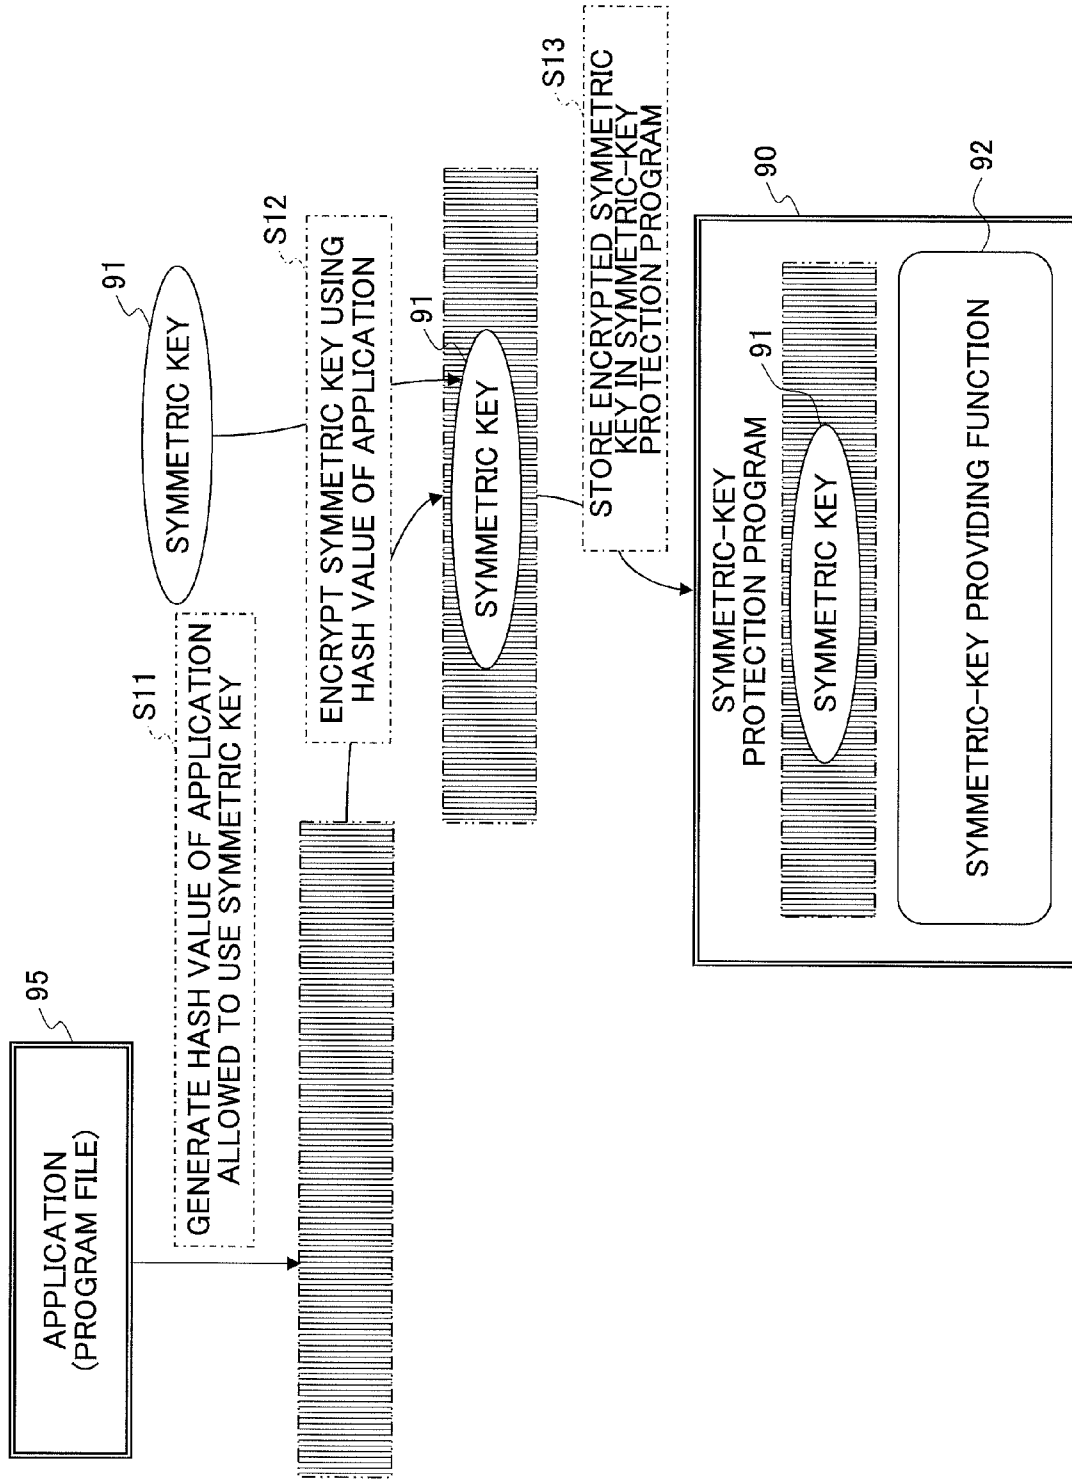 APPLICATION
(PROGRAM FILE)
95
S11
GENERATE HASH VALUE OF APPLICATION
ALLOWED TO USE SYMMETRIC KEY
91
SYMMETRIC KEY
S12
ENCRYPT SYMMETRIC KEY USING
HASH VALUE OF APPLICATION
91
SYMMETRIC KEY
S13
STORE ENCRYPTED SYMMETRIC
KEY IN SYMMETRIC-KEY
PROTECTION PROGRAM
90
SYMMETRIC-KEY
PROTECTION PROGRAM
91
SYMMETRIC KEY
92
SYMMETRIC-KEY PROVIDING FUNCTION